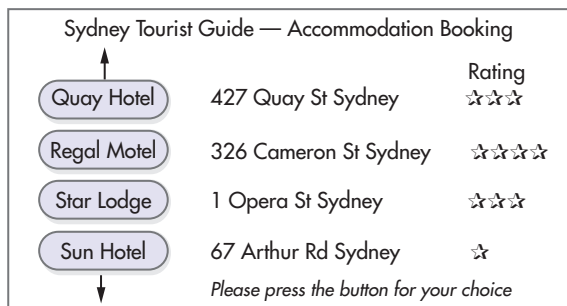 Sydney Tourist Guide — Accommodation Booking
Rating
Quay Hotel 427 Quay St Sydney ☆☆☆
Regal Motel 326 Cameron St Sydney ☆☆☆☆
Star Lodge 1 Opera St Sydney ☆☆☆
Sun Hotel 67 Arthur Rd Sydney ☆
Please press the button for your choice